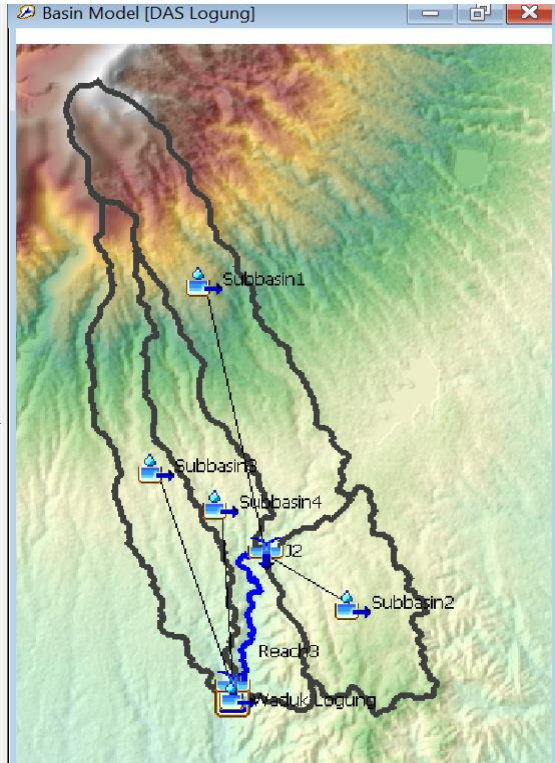 Basin Model [DAS Logung]
Subbasin1
Subbasin3
Subbasin4
J2
Subbasin2
Reach3
Waduk Logung